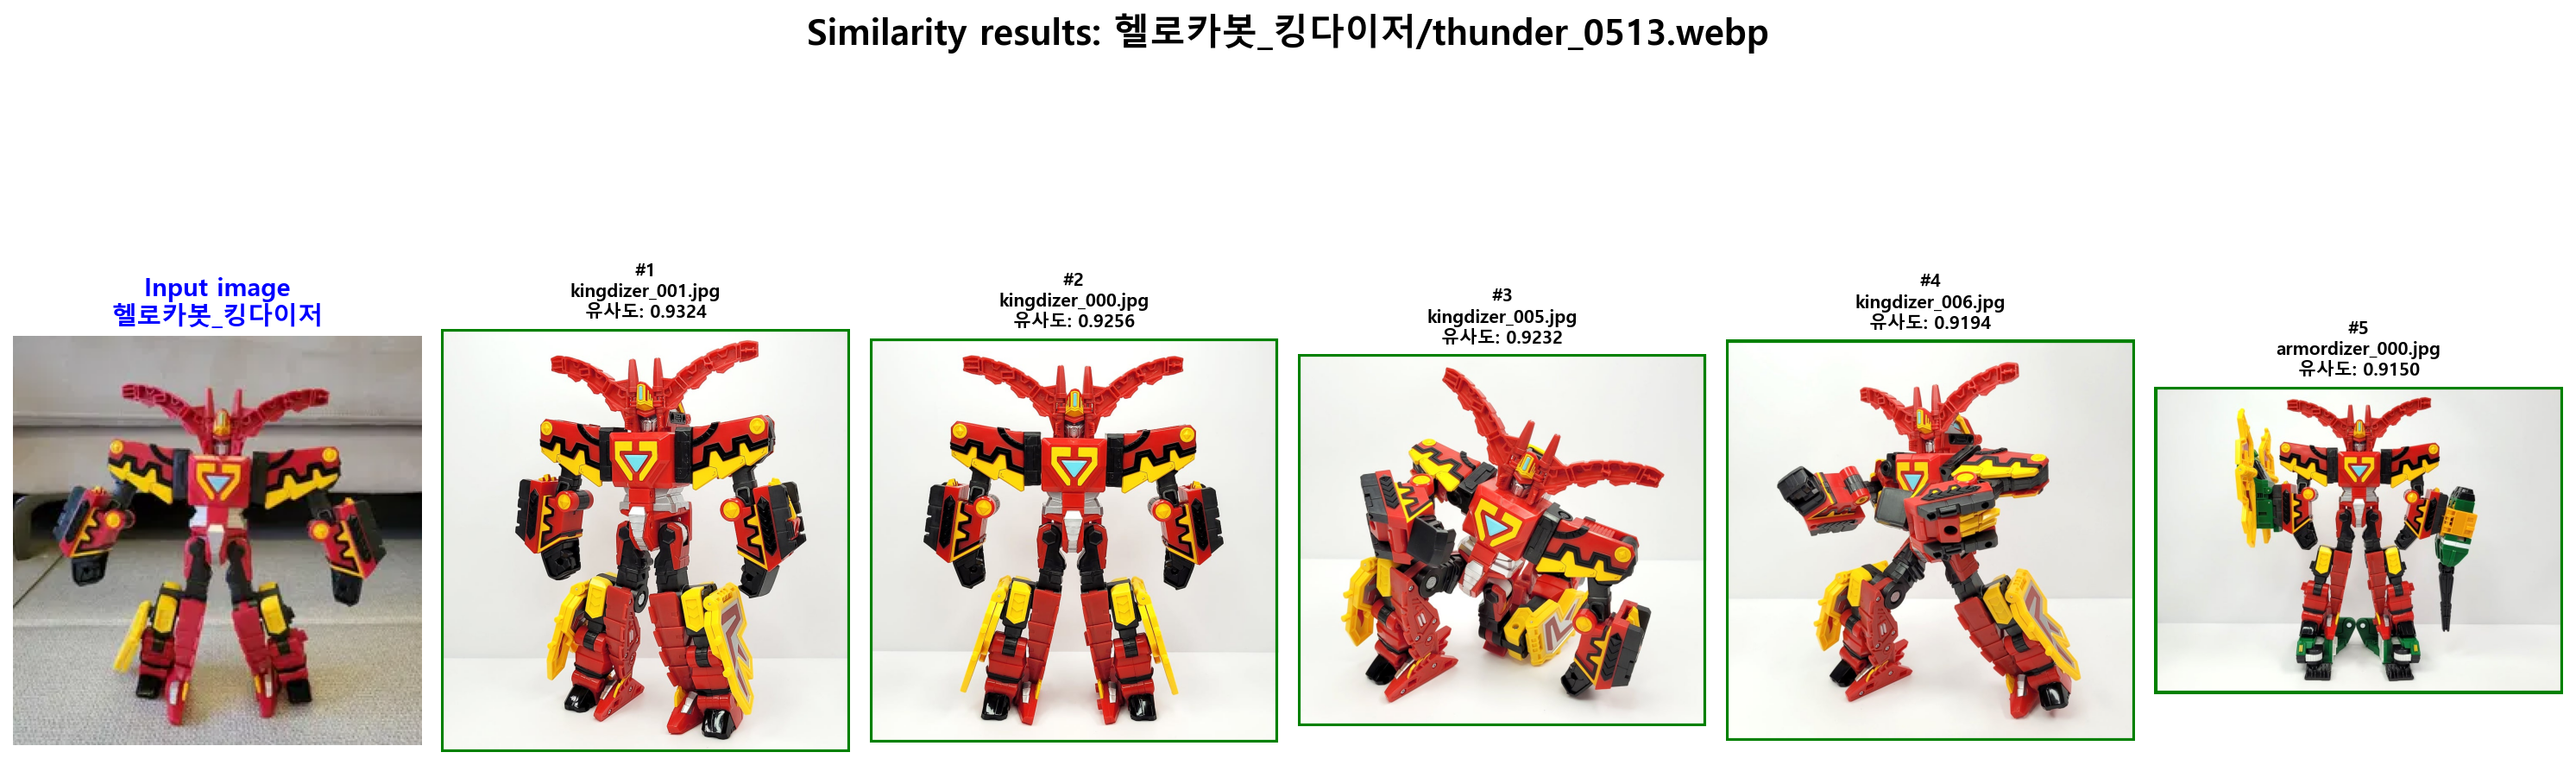 Similarity results: 헬로카봇_킹다이저/thunder_0513.webp
Input image
헬로카봇_킹다이저
#1
kingdizer_001.jpg
유사도: 0.9324
#2
kingdizer_000.jpg
유사도: 0.9256
#3
kingdizer_005.jpg
유사도: 0.9232
#4
kingdizer_006.jpg
유사도: 0.9194
#5
armordizer_000.jpg
유사도: 0.9150